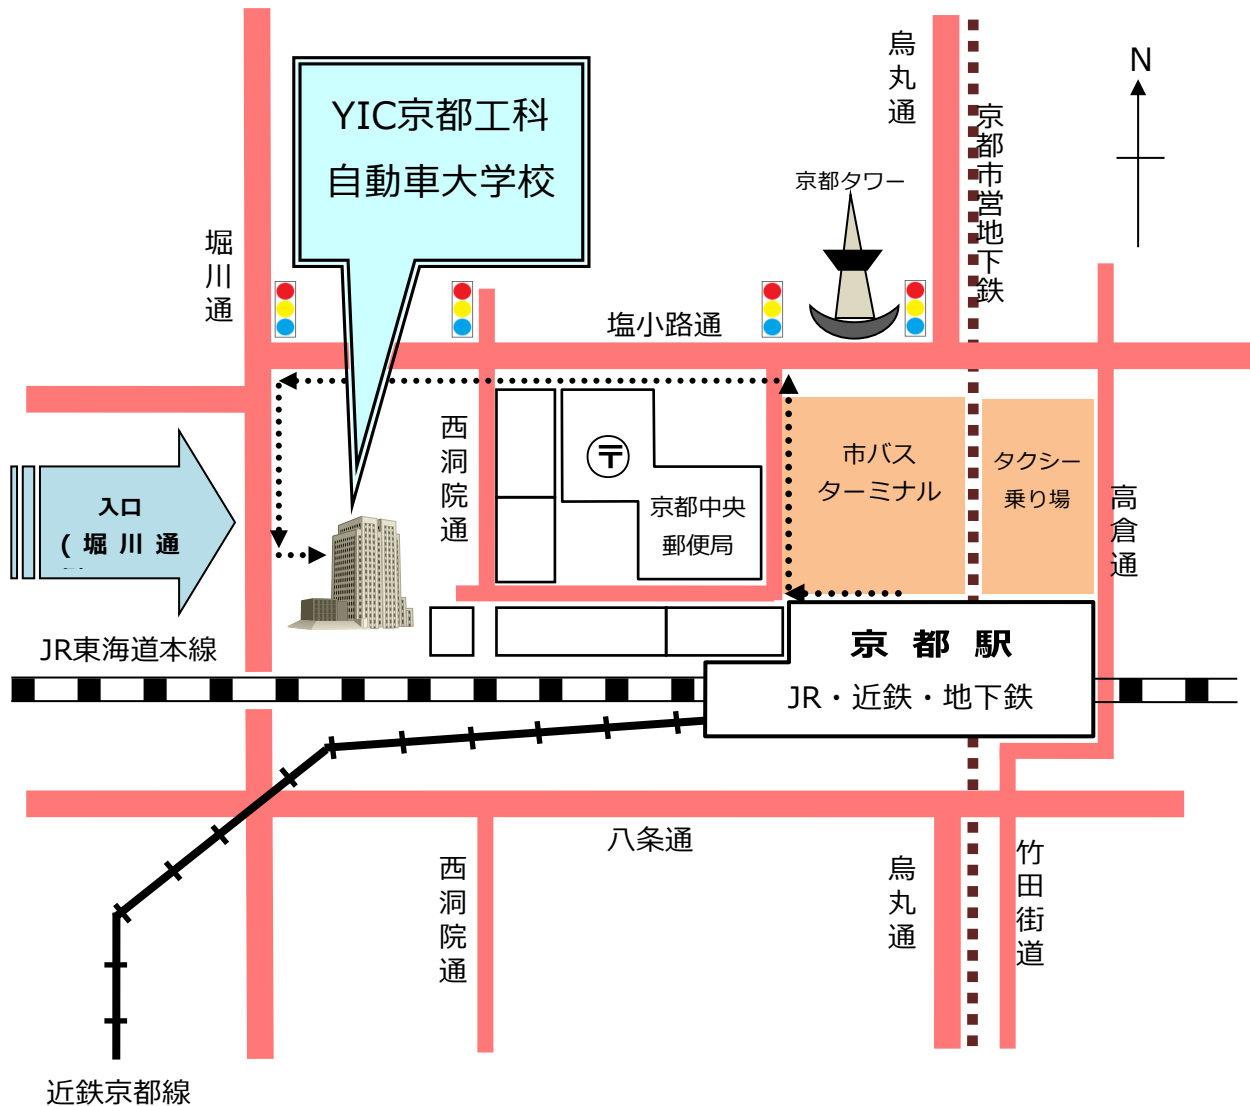 烏丸通
N
YIC京都工科
自動車大学校
京都市営地下鉄
京都タワー
堀川通
塩小路通
西洞院通
市バス
ターミナル
タクシー
乗り場
高倉通
入口
(堀川通
京都中央
郵便局
〒
JR東海道本線
京都駅
JR・近鉄・地下鉄
八条通
西洞院通
烏丸通
竹田街道
近鉄京都線